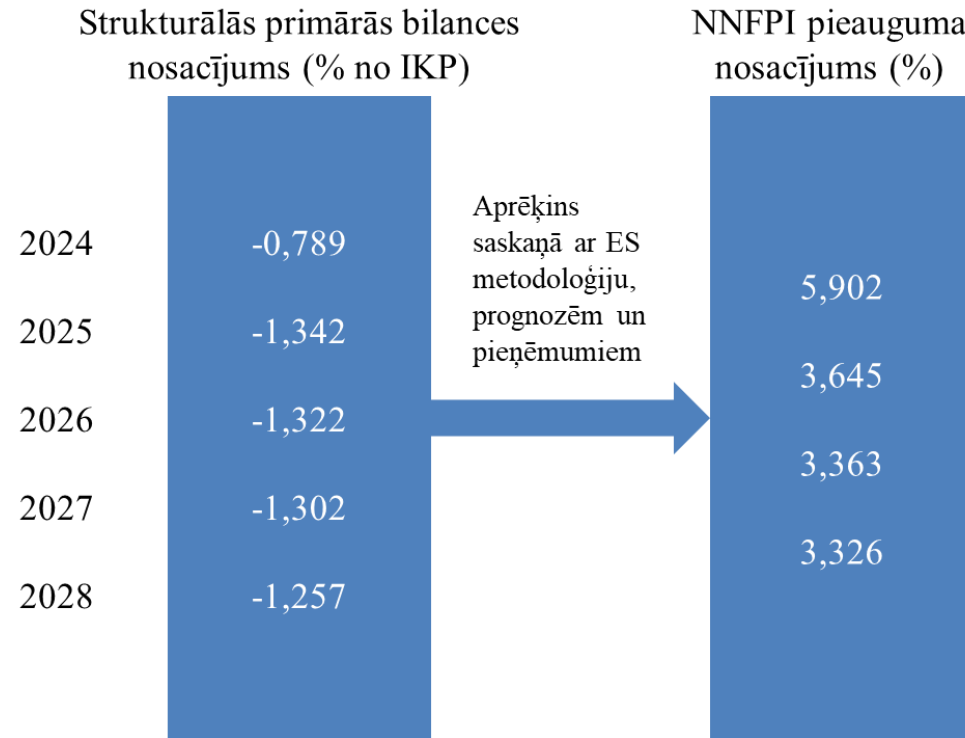 Strukturālās primārās bilances
nosacījums (% no IKP)
NNFPI pieauguma
nosacījums (%)
Aprēķins
saskaņā ar ES
metodoloģiju,
prognozēm un
pieņēmumiem
2024
-0,789
5,902
2025
-1,342
3,645
2026
-1,322
3,363
2027
-1,302
3,326
2028
-1,257